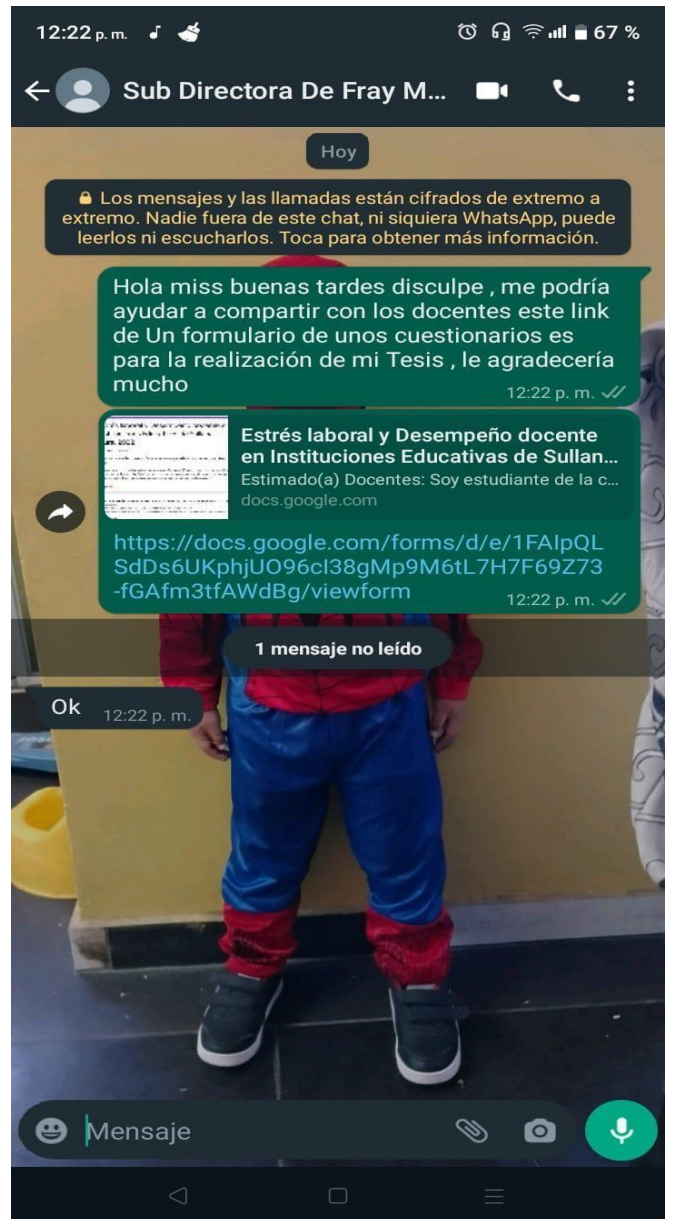 12:22 p. m. 67 %
Sub Directora De Fray M...
Hoy
Los mensajes y las llamadas están cifrados de extremo a
extremo. Nadie fuera de este chat, ni siquiera WhatsApp, puede
leerlos ni escucharlos. Toca para obtener más información.
Hola miss buenas tardes disculpe , me podría
ayudar a compartir con los docentes este link
de Un formulario de unos cuestionarios es
para la realización de mi Tesis , le agradecería
mucho
12:22 p. m.
Estrés laboral y Desempeño docente
en Instituciones Educativas de Sullan...
Estimado(a) Docentes: Soy estudiante de la c...
docs.google.com
https://docs.google.com/forms/d/e/1FAIpQL
SdDs6UKphjUO96cI38gMp9M6tL7H7F69Z73
-fGAfm3tfAWdBg/viewform
12:22 p. m.
1 mensaje no leído
Ok 12:22 p. m.
Mensaje